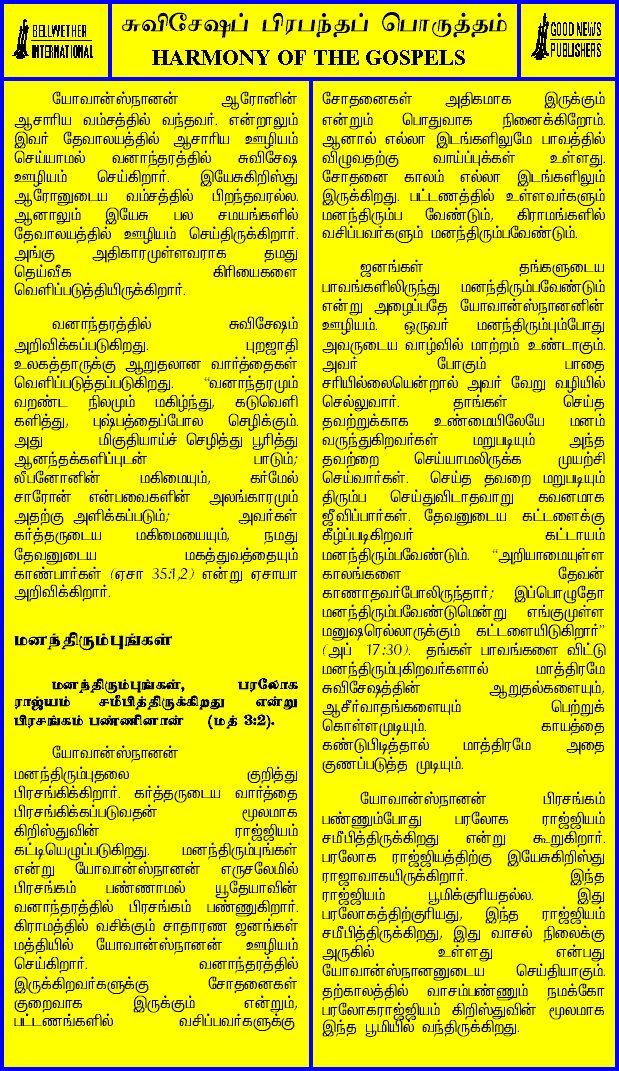 BELLWETHER
INTERNATIONAL
சுவிசேஷப் பிரபந்தப் பொருத்தம்
HARMONY OF THE GOSPELS
GOOD NEWS
PUBLISHERS
யோவான்ஸ்நானன் ஆரோனின்
ஆசாரிய வம்சத்தில் வந்தவர். என்றாலும்
இவர் தேவாலயத்தில் ஆசாரிய ஊழியம்
செய்யாமல் வனாந்தரத்தில் சுவிசேஷ
ஊழியம் செய்கிறார். இயேசுகிறிஸ்து
ஆரோனுடைய வம்சத்தில் பிறந்தவரல்ல.
ஆனாலும் இயேசு பல சமயங்களில்
தேவாலயத்தில் ஊழியம் செய்திருக்கிறார்.
அங்கு அதிகாரமுள்ளவராக தமது
தெய்வீக கிரியைகளை
வெளிப்படுத்தியிருக்கிறார்.
வனாந்தரத்தில் சுவிசேஷம்
அறிவிக்கப்படுகிறது. புறஜாதி
உலகத்தாருக்கு ஆறுதலான வார்த்தைகள்
வெளிப்படுத்தப்படுகிறது. "வனாந்தரமும்
வறண்ட நிலமும் மகிழ்ந்து, கடுவெளி
களித்து, புஷ்பத்தைப்போல செழிக்கும்.
அது மிகுதியாய்ச் செழித்து பூரித்து
ஆனந்தக்களிப்புடன் பாடும்;
லீபனோனின் மகிமையும், கர்மேல்
சாரோன் என்பவைகளின் அலங்காரமும்
அதற்கு அளிக்கப்படும்; அவர்கள்
கர்த்தருடைய மகிமையையும், நமது
தேவனுடைய மகத்துவத்தையும்
காண்பார்கள் (ஏசா 35:1,2) என்று ஏசாயா
அறிவிக்கிறார்.
மனந்திரும்புங்கள்
மனந்திரும்புங்கள், பரலோக
ராஜ்யம் சமீபித்திருக்கிறது என்று
பிரசங்கம் பண்ணினான் (மத் 3:2).
யோவான்ஸ்நானன்
மனந்திரும்புதலை குறித்து
பிரசங்கிக்கிறார். கர்த்தருடைய வார்த்தை
பிரசங்கிக்கப்படுவதன் மூலமாக
கிறிஸ்துவின் ராஜ்ஜியம்
கட்டியெழுப்படுகிறது. மனந்திரும்புங்கள்
என்று யோவான்ஸ்நானன் எருசலேமில்
பிரசங்கம் பண்ணாமல் யூதேயாவின்
வனாந்தரத்தில் பிரசங்கம் பண்ணுகிறார்.
கிராமத்தில் வசிக்கும் சாதாரண ஜனங்கள்
மத்தியில் யோவான்ஸ்நானன் ஊழியம்
செய்கிறார். வனாந்தரத்தில்
இருக்கிறவர்களுக்கு சோதனைகள்
குறைவாக இருக்கும் என்றும்,
பட்டணங்களில் வசிப்பவர்களுக்கு
சோதனைகள் அதிகமாக இருக்கும்
என்றும் பொதுவாக நினைக்கிறோம்.
ஆனால் எல்லா இடங்களிலுமே பாவத்தில்
விழுவதற்கு வாய்ப்புக்கள் உள்ளது.
சோதனை காலம் எல்லா இடங்களிலும்
இருக்கிறது. பட்டணத்தில் உள்ளவர்களும்
மனந்திரும்ப வேண்டும், கிராமங்களில்
வசிப்பவர்களும் மனந்திரும்பவேண்டும்.
ஜனங்கள் தங்களுடைய
பாவங்களிலிருந்து மனந்திரும்பவேண்டும்
என்று அழைப்பதே யோவான்ஸ்நானனின்
ஊழியம். ஒருவர் மனந்திரும்பும்போது
அவருடைய வாழ்வில் மாற்றம் உண்டாகும்.
அவர் போகும் பாதை
சரியில்லையென்றால் அவர் வேறு வழியில்
செல்லுவார். தாங்கள் செய்த
தவற்றுக்காக உண்மையிலேயே மனம்
வருந்துகிறவர்கள் மறுபடியும் அந்த
தவற்றை செய்யாமலிருக்க முயற்சி
செய்வார்கள். செய்த தவறை மறுபடியும்
திரும்ப செய்துவிடாதவாறு கவனமாக
ஜீவிப்பார்கள். தேவனுடைய கட்டளைக்கு
கீழ்ப்படிகிறவர் கட்டாயம்
மனந்திரும்பவேண்டும். "அறியாமையுள்ள
காலங்களை தேவன்
காணாதவர்போலிருந்தார்; இப்பொழுதோ
மனந்திரும்பவேண்டுமென்று எங்குமுள்ள
மனுஷரெல்லாருக்கும் கட்டளையிடுகிறார்"
(அப் 17:30). தங்கள் பாவங்களை விட்டு
மனந்திரும்புகிறவர்களால் மாத்திரமே
சுவிசேஷத்தின் ஆறுதல்களையும்,
ஆசீர்வாதங்களையும் பெற்றுக்
கொள்ளமுடியும். காயத்தை
கண்டுபிடித்தால் மாத்திரமே அதை
குணப்படுத்த முடியும்.
யோவான்ஸ்நானன் பிரசங்கம்
பண்ணும்போது பரலோக ராஜ்ஜியம்
சமீபித்திருக்கிறது என்று கூறுகிறார்.
பரலோக ராஜ்ஜியத்திற்கு இயேசுகிறிஸ்து
ராஜாவாகயிருக்கிறார். இந்த
ராஜ்ஜியம் பூமிக்குரியதல்ல. இது
பரலோகத்திற்குரியது, இந்த ராஜ்ஜியம்
சமீபித்திருக்கிறது, இது வாசல் நிலைக்கு
அருகில் உள்ளது என்பது
யோவான்ஸ்நானனுடைய செய்தியாகும்.
தற்காலத்தில் வாசம்பண்ணும் நமக்கோ
பரலோகராஜ்ஜியம் கிறிஸ்துவின் மூலமாக
இந்த பூமியில் வந்திருக்கிறது.